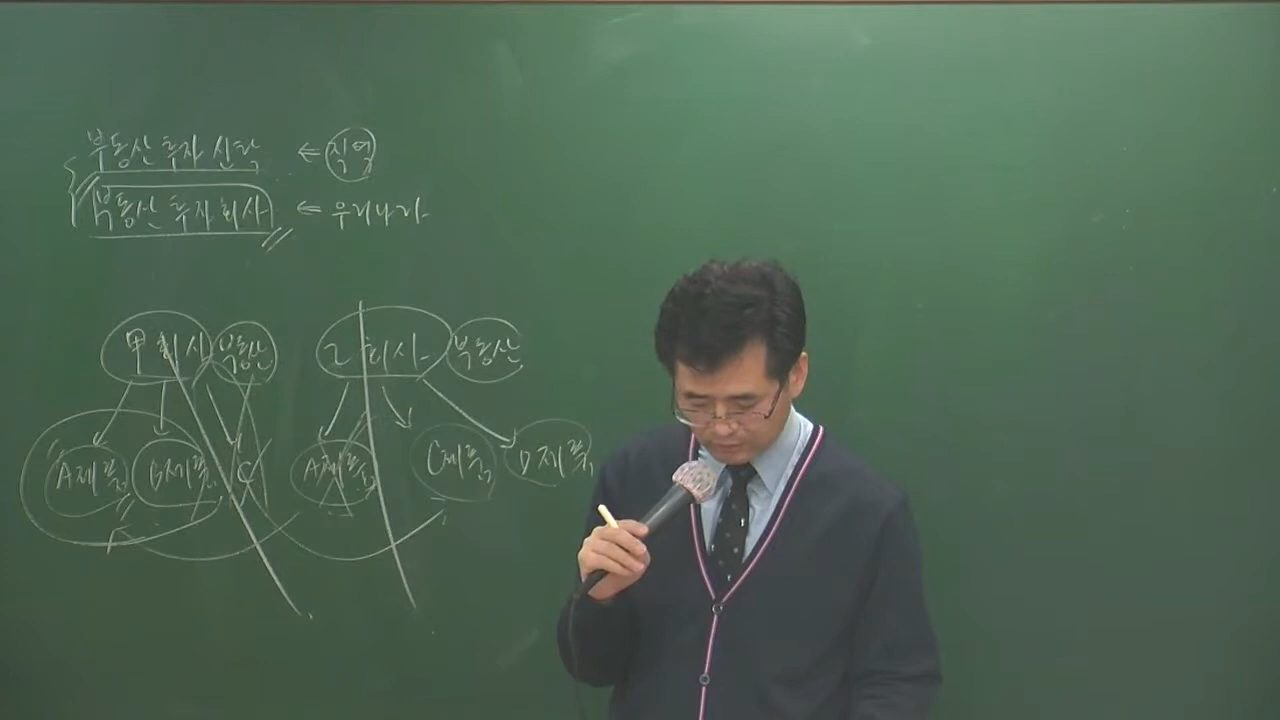 부동산 투자 신탁 ⇐ 직역
부동산 투자 회사 ⇐ 우리나라
甲 회사 부동산 乙 회사 부동산
A제품 B제품 C A제품 C제품 D제품